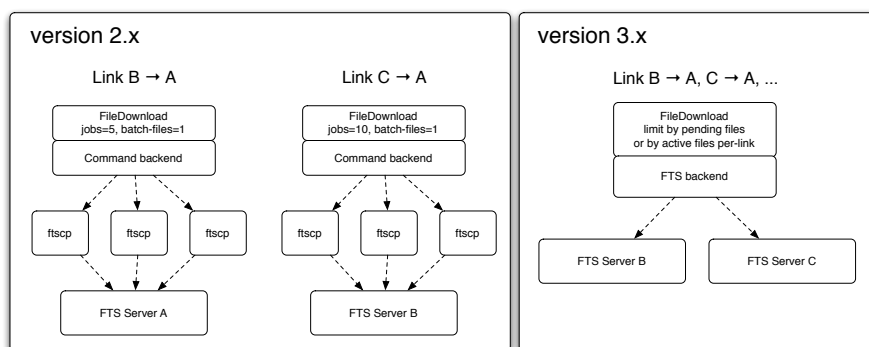 version 2.x
Link B → A
FileDownload
jobs=5, batch-files=1
Command backend
ftscp
ftscp
ftscp
FTS Server A
Link C → A
FileDownload
jobs=10, batch-files=1
Command backend
ftscp
ftscp
ftscp
FTS Server B
version 3.x
Link B → A, C → A, ...
FileDownload
limit by pending files
or by active files per-link
FTS backend
FTS Server B
FTS Server C